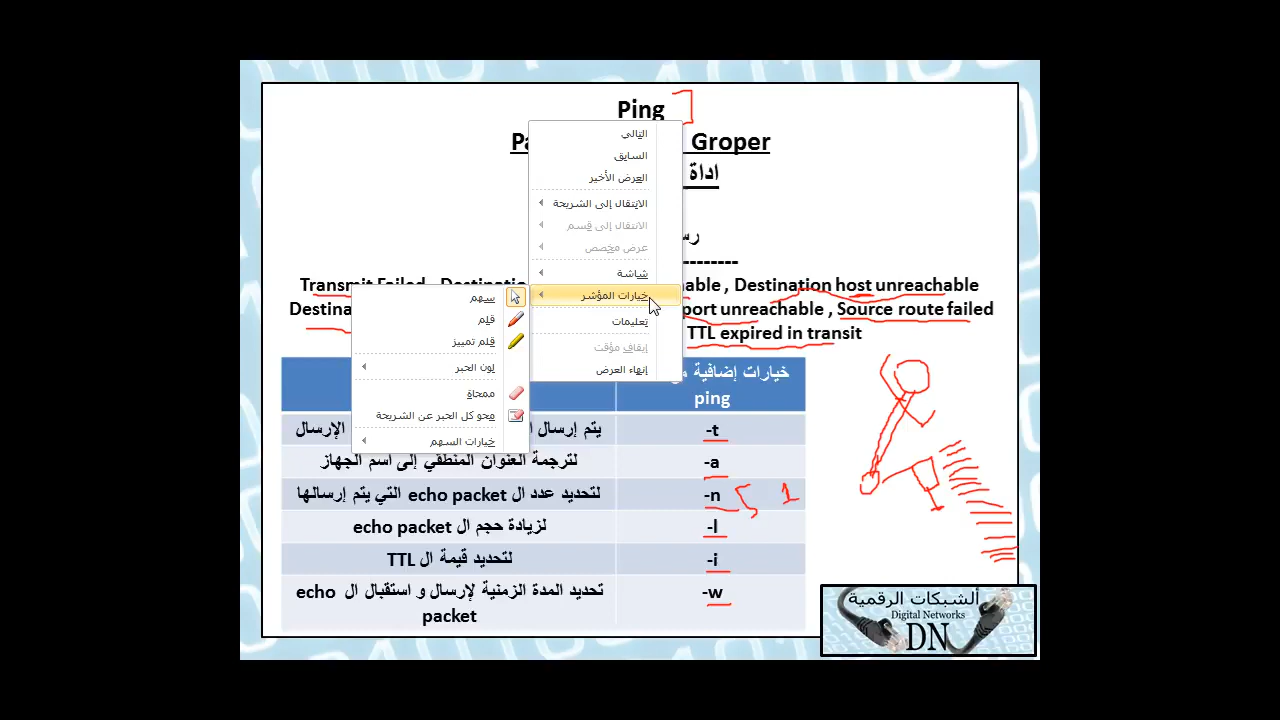 Ping
Groper
اداة
Transmit Failed , Destination
able , Destination host unreachable
port unreachable , Source route failed
TTL expired in transit
التالي
السابق
العرض الأخير
الانتقال إلى الشريحة
الانتقال إلى قسم
عرض مخصص
شاشة
خيارات المؤشر
تعليمات
إيقاف مؤقت
إنهاء العرض
سهم
قلم
قلم تمييز
لون الحبر
ممحاة
محو كل الحبر عن الشريحة
خيارات السهم
خيارات إضافية
ping
-t
يتم إرسال
الإرسال
-a
لترجمة العنوان المنطقي إلى اسم الجهاز
-n
1
لتحديد عدد ال echo packet التي يتم إرسالها
-l
لزيادة حجم ال echo packet
-i
لتحديد قيمة ال TTL
-w
تحديد المدة الزمنية لإرسال و استقبال ال echo
packet
ألشبكات الرقمية
Digital Networks
DN